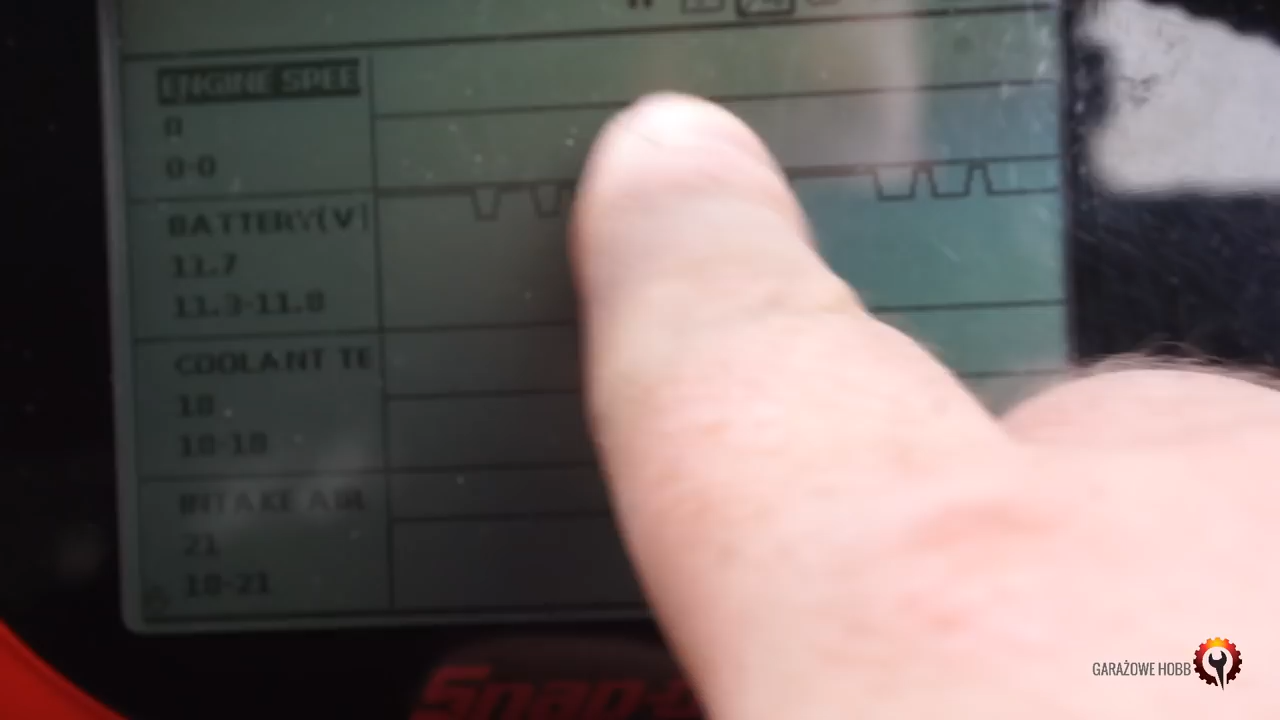 ENGINE SPEE
0
0-0
BATTERY(V)
11.7
11.3-11.8
COOLANT TE
18
18-18
INTAKE AIR
21
18-21
GARAŻOWE HOBB